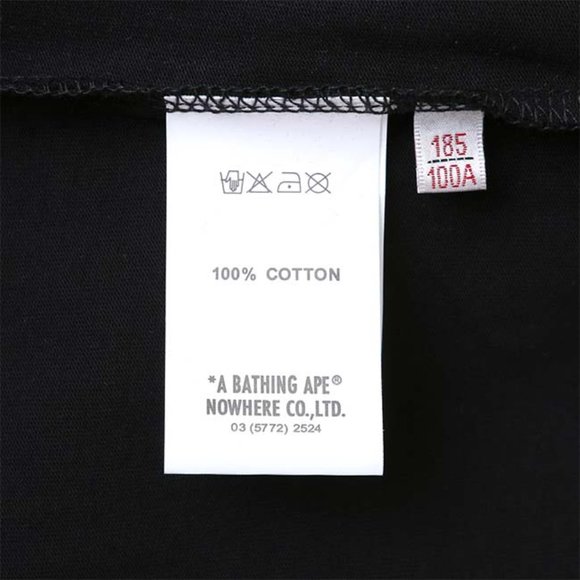 185
100A
100% COTTON
*A BATHING APE®
NOWHERE CO.,LTD.
03 (5772) 2524